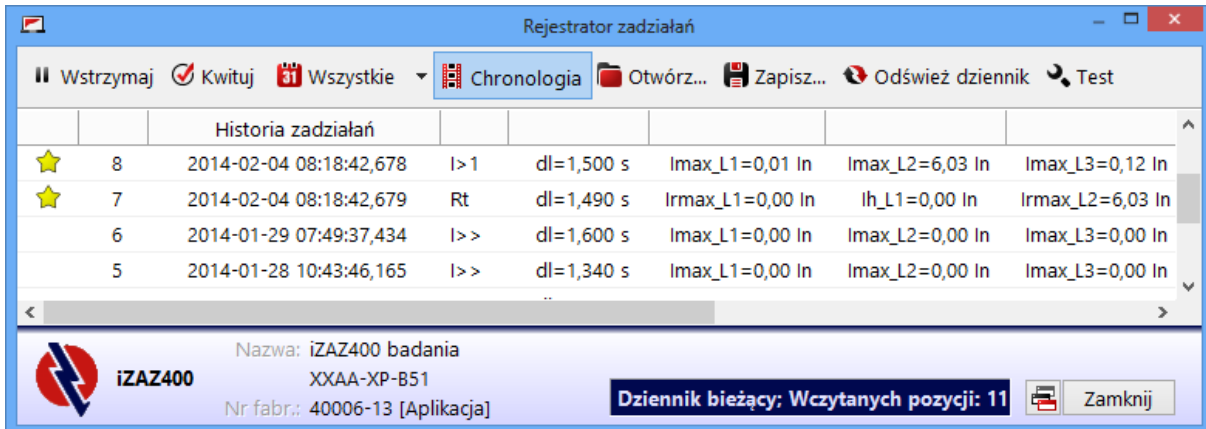 Rejestrator zadziałań
Wstrzymaj Kwituj 31 Wszystkie Chronologia Otwórz... Zapisz... Odśwież dziennik Test
Historia zadziałań
8 2014-02-04 08:18:42,678 I>1 dl=1,500 s Imax_L1=0,01 In Imax_L2=6,03 In Imax_L3=0,12 In
7 2014-02-04 08:18:42,679 Rt dl=1,490 s Irmax_L1=0,00 In Ih_L1=0,00 In Irmax_L2=6,03 In
6 2014-01-29 07:49:37,434 I>> dl=1,600 s Imax_L1=0,00 In Imax_L2=0,00 In Imax_L3=0,00 In
5 2014-01-28 10:43:46,165 I>> dl=1,340 s Imax_L1=0,00 In Imax_L2=0,00 In Imax_L3=0,00 In
Nazwa: iZAZ400 badania
iZAZ400 XXAA-XP-B51
Nr fabr.: 40006-13 [Aplikacja]
Dziennik bieżący; Wczytanych pozycji: 11 Zamknij